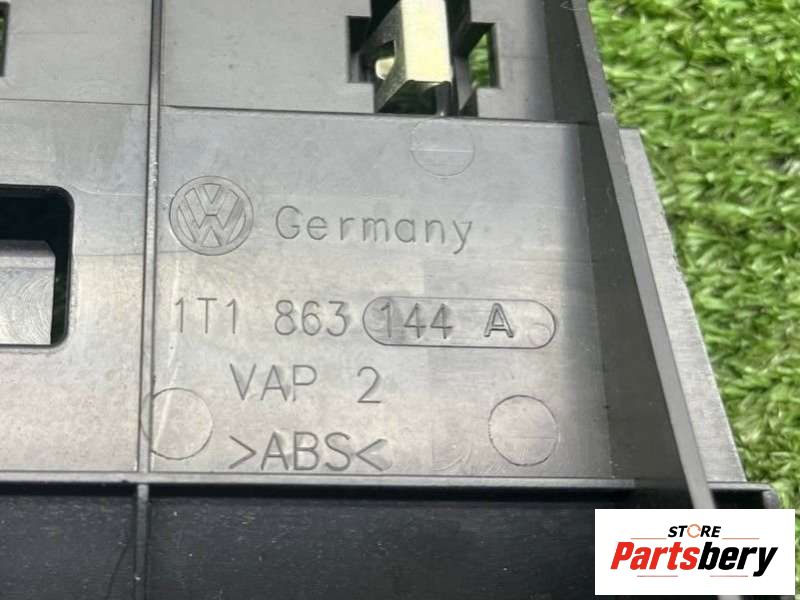 Germany
1T1 863 144 A
VAP 2
>ABS<
STORE
Partsbery